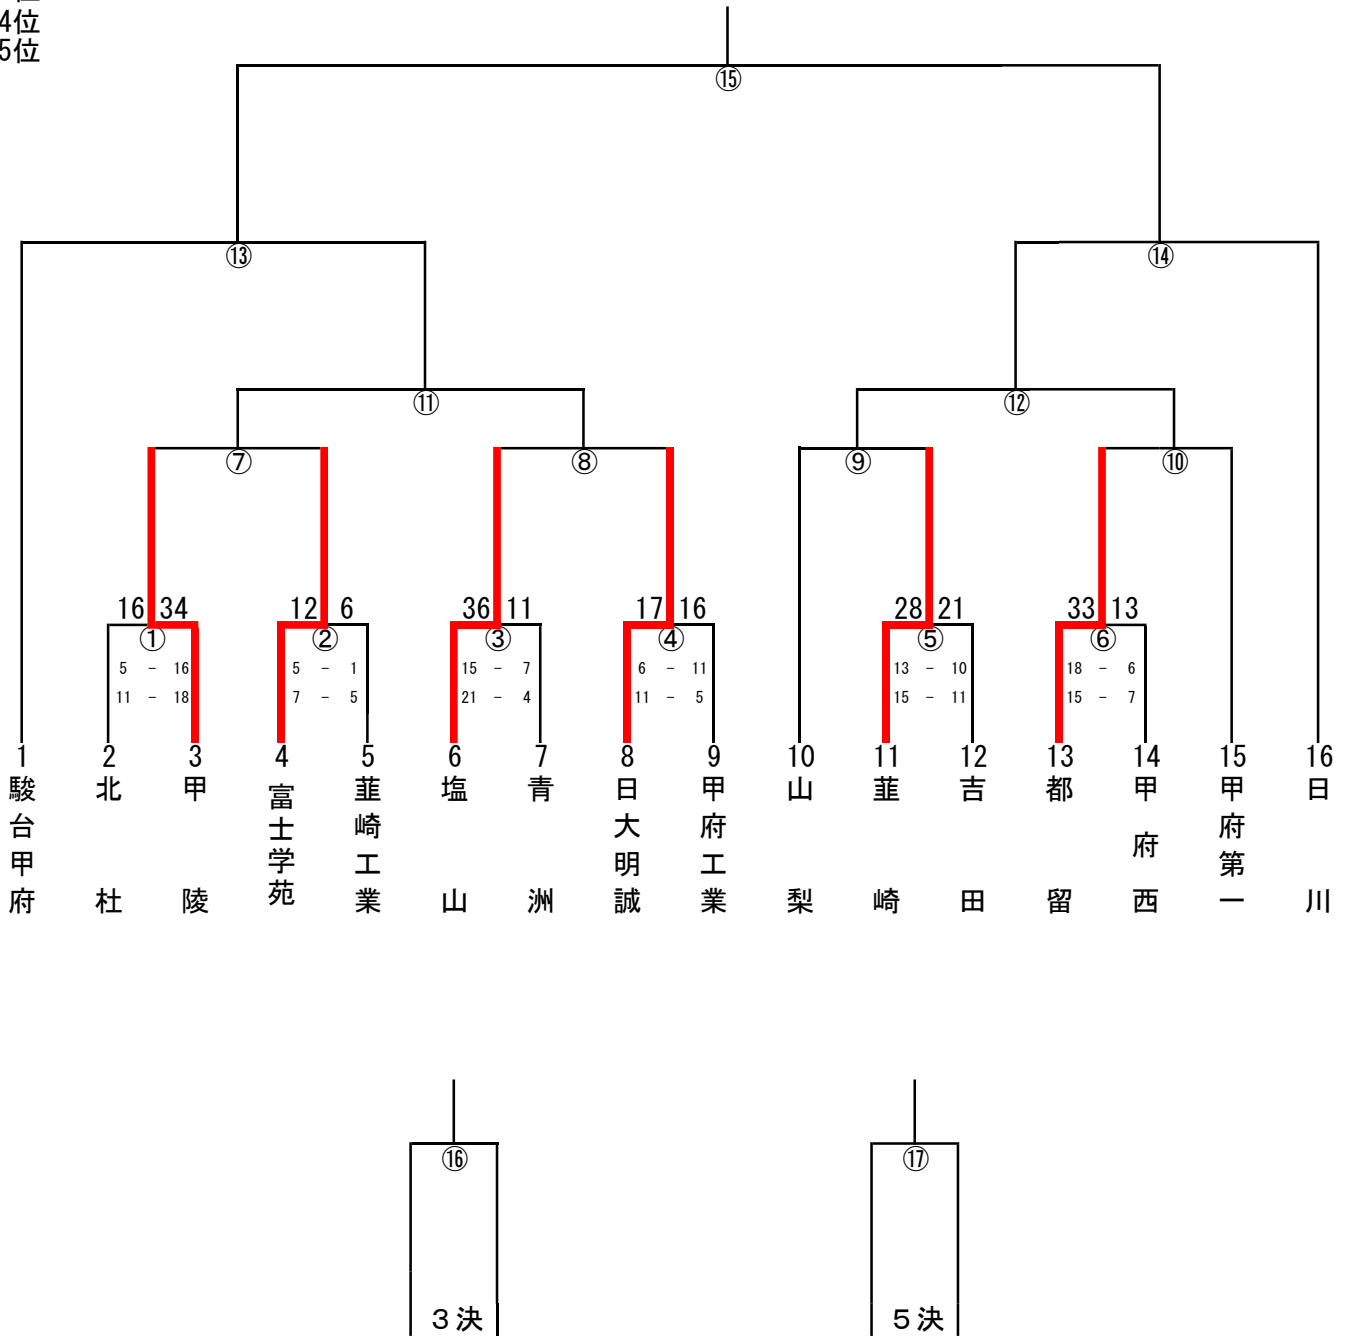 4位
5位
⑮
⑬ ⑭
⑪ ⑫
⑦ ⑧ ⑨ ⑩
16 34 12 6 36 11 17 16 28 21 33 13
① ② ③ ④ ⑤ ⑥
5 - 16 5 - 1 15 - 7 6 - 11 13 - 10 18 - 6
11 - 18 7 - 5 21 - 4 11 - 5 15 - 11 15 - 7
1 2 3 4 5 6 7 8 9 10 11 12 13 14 15 16
駿台甲府
北杜
甲陵
富士学苑
韮崎工業
塩山
青洲
日大明誠
甲府工業
山梨
韮崎
吉田
都留
甲府西
甲府第一
日川
⑯ ⑰
3決 5決